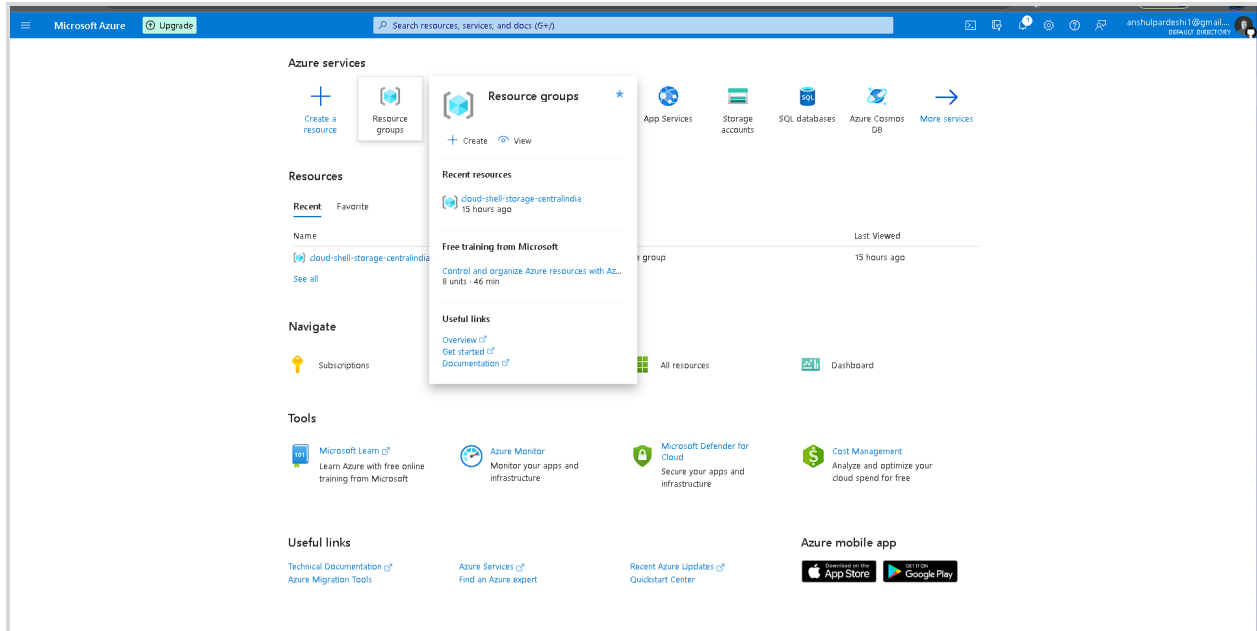 Microsoft Azure
Upgrade
Search resources, services, and docs (G+/)
1
anshulpardeshi1@gmail....
DEFAULT DIRECTORY
Azure services
Create a
resource
Resource
groups
App Services
Storage
accounts
SQL
SQL databases
Azure Cosmos
DB
More services
Resource groups
Create
View
Recent resources
cloud-shell-storage-centralindia
15 hours ago
Free training from Microsoft
Control and organize Azure resources with Az...
8 units · 46 min
Useful links
Overview
Get started
Documentation
Resources
Recent
Favorite
Name
Last Viewed
cloud-shell-storage-centralindia
group
15 hours ago
See all
Navigate
Subscriptions
All resources
Dashboard
Tools
101
Microsoft Learn
Learn Azure with free online
training from Microsoft
Azure Monitor
Monitor your apps and
infrastructure
Microsoft Defender for
Cloud
Secure your apps and
infrastructure
Cost Management
Analyze and optimize your
cloud spend for free
Useful links
Technical Documentation
Azure Migration Tools
Azure Services
Find an Azure expert
Recent Azure Updates
Quickstart Center
Azure mobile app
Download on the
App Store
GET IT ON
Google Play